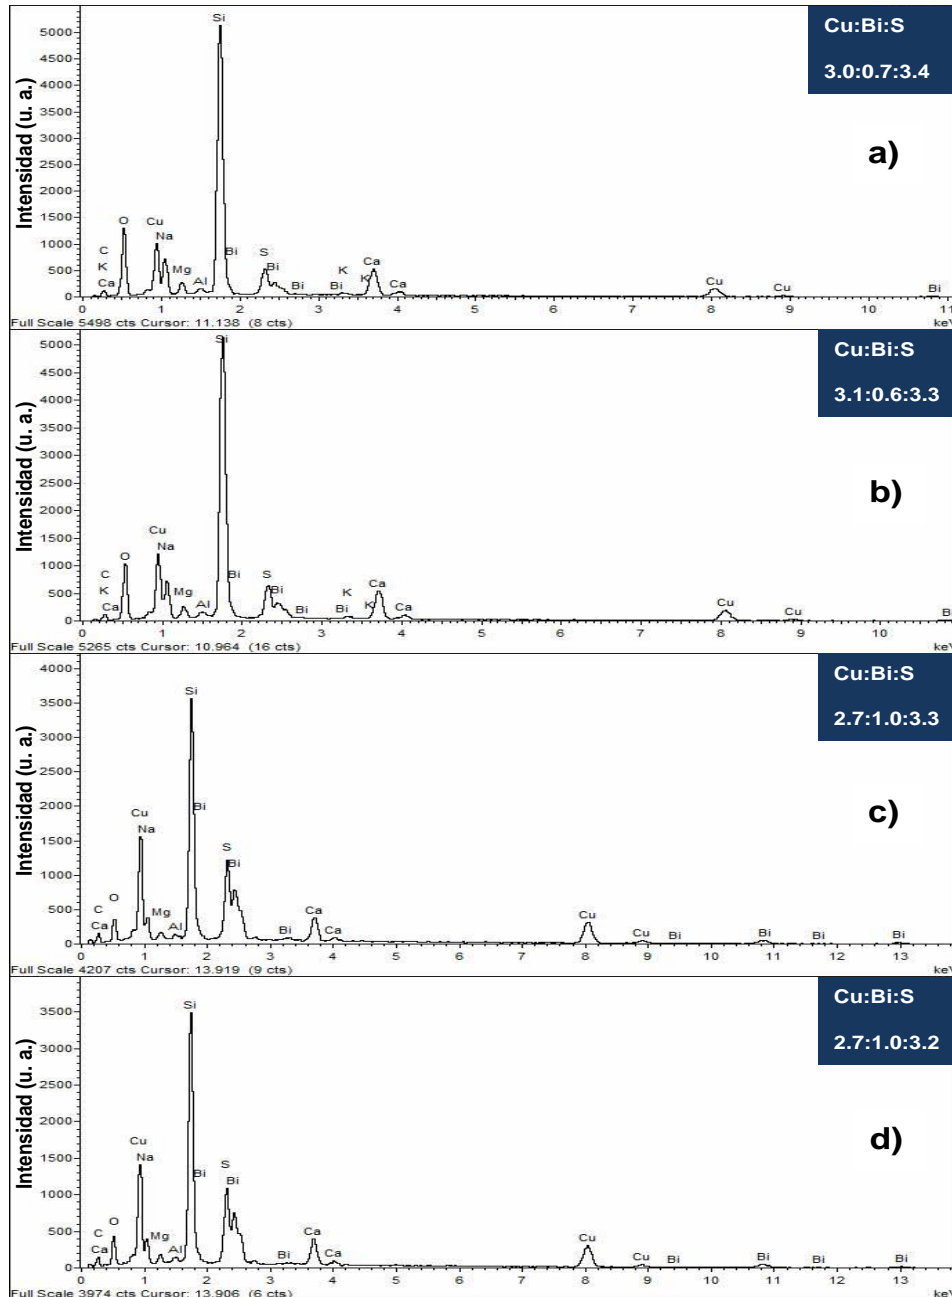 Cu:Bi:S
3.0:0.7:3.4
a)
Intensidad (u. a.)
5000
4500
4000
3500
3000
2500
2000
1500
1000
500
0
Si
O
Cu
Na
C
K
Ca
Mg
Al
Bi
S
Bi
Bi
Bi
K
K
Ca
Ca
Cu
Cu
Bi
0 1 2 3 4 5 6 7 8 9 10 11
Full Scale 5498 cts Cursor: 11.138 (8 cts) keV
Cu:Bi:S
3.1:0.6:3.3
b)
Intensidad (u. a.)
5000
4500
4000
3500
3000
2500
2000
1500
1000
500
0
Si
Cu
Na
O
C
K
Ca
Mg
Al
Bi
S
Bi
Bi
Bi
K
K
Ca
Ca
Cu
Cu
Bi
1 2 3 4 5 6 7 8 9 10
Full Scale 5265 cts Cursor: 10.964 (16 cts) keV
Cu:Bi:S
2.7:1.0:3.3
c)
Intensidad (u. a.)
4000
3500
3000
2500
2000
1500
1000
500
0
Si
Bi
Cu
Na
O
C
Ca
Mg
Al
S
Bi
Bi
Ca
Ca
Cu
Cu
Bi
Bi
Bi
Bi
0 1 2 3 4 5 6 7 8 9 10 11 12 13
Full Scale 4207 cts Cursor: 13.919 (9 cts) keV
Cu:Bi:S
2.7:1.0:3.2
d)
Intensidad (u. a.)
3500
3000
2500
2000
1500
1000
500
0
Si
Cu
Na
Bi
O
C
Ca
Mg
Al
S
Bi
Bi
Ca
Ca
Cu
Cu
Bi
Bi
Bi
Bi
0 1 2 3 4 5 6 7 8 9 10 11 12 13
Full Scale 3974 cts Cursor: 13.906 (6 cts) keV